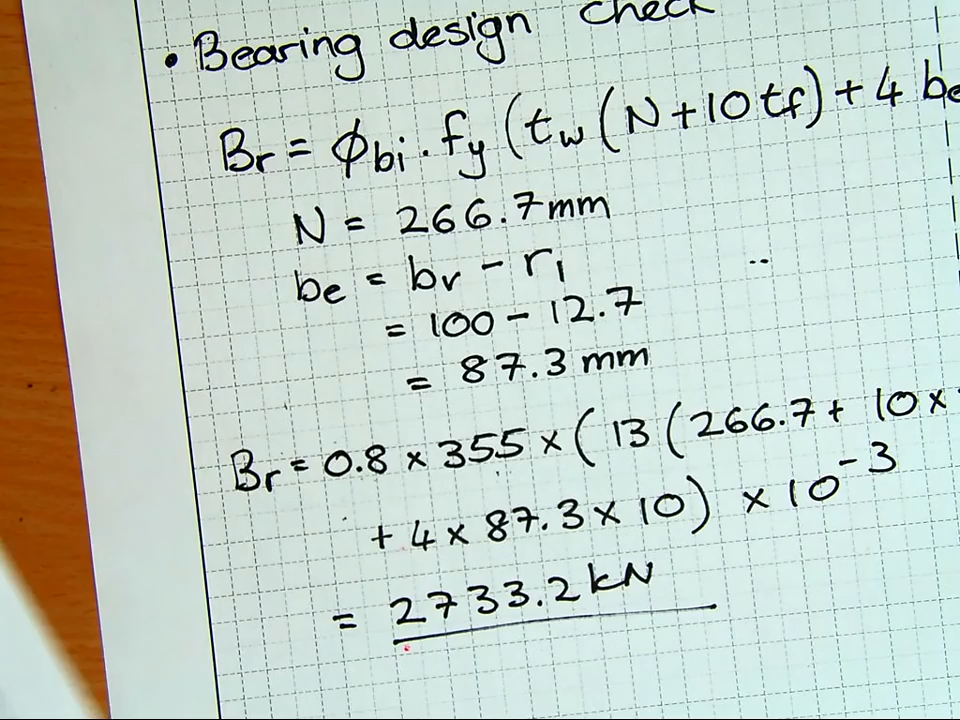 • Bearing design check
Br = ϕbi . fy (tw (N + 10 tf) + 4 be
N = 266.7 mm
be = br - r1
= 100 - 12.7
= 87.3 mm
Br = 0.8 × 355 × ( 13 ( 266.7 + 10 ×
+ 4 × 87.3 × 10 ) × 10^-3
= 2733.2 kN